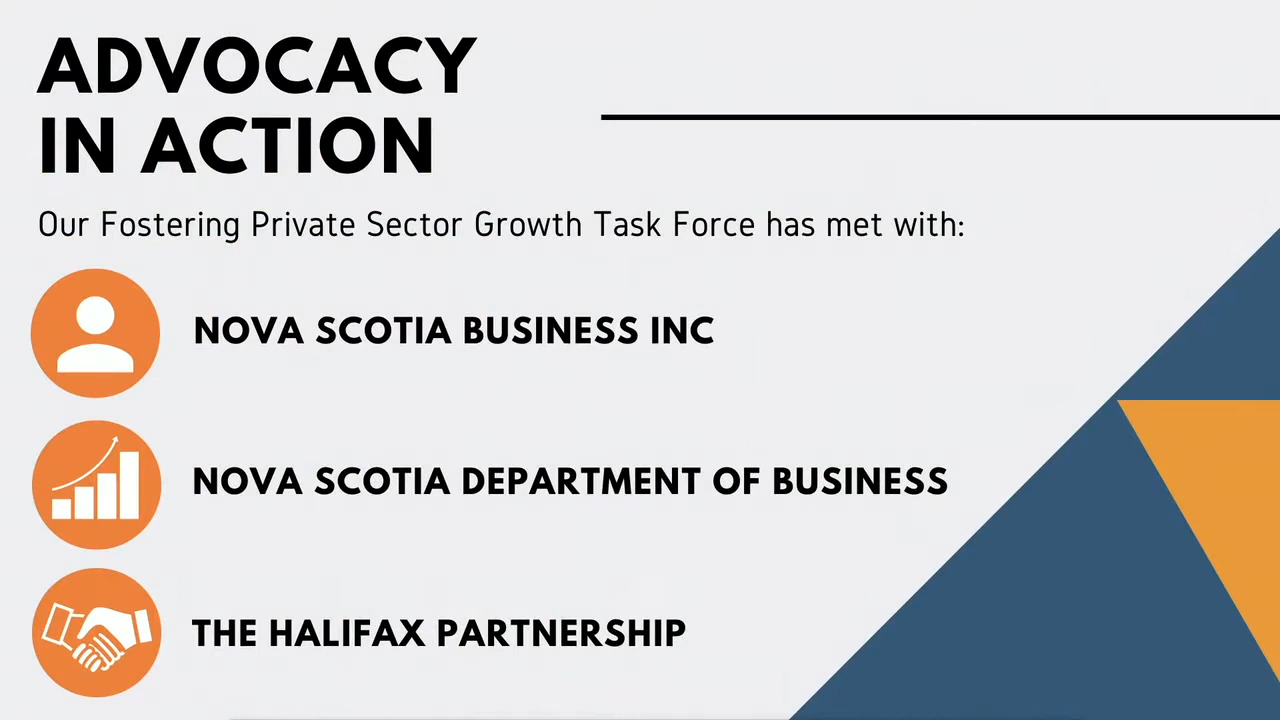 ADVOCACY
IN ACTION
Our Fostering Private Sector Growth Task Force has met with:
NOVA SCOTIA BUSINESS INC
NOVA SCOTIA DEPARTMENT OF BUSINESS
THE HALIFAX PARTNERSHIP